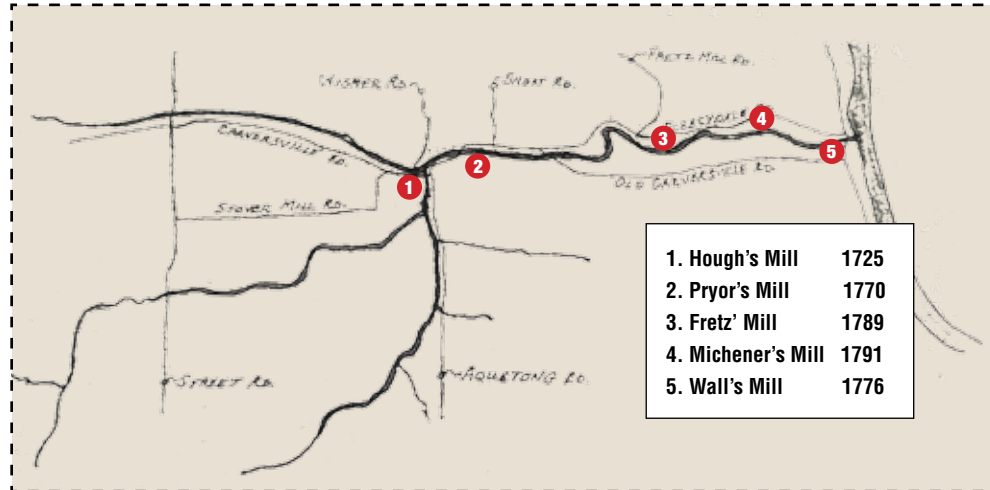 FRETZ MILL RD.
WISMER RD.
SHORT RD.
CARVERSVILLE RD.
STOVER MILL RD.
OLD CARVERSVILLE RD
STREET RD.
AQUETONG RD.
1
2
3
4
5
1. Hough’s Mill 1725
2. Pryor’s Mill 1770
3. Fretz’ Mill 1789
4. Michener’s Mill 1791
5. Wall’s Mill 1776